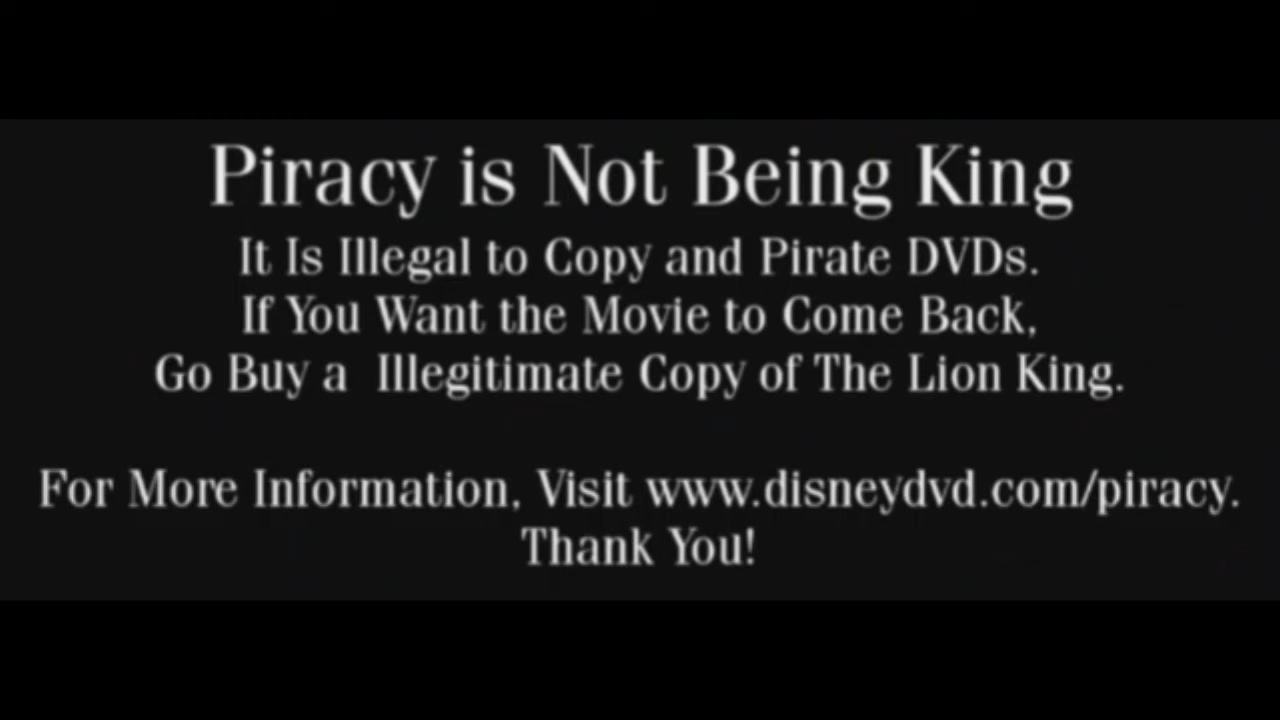 Piracy is Not Being King
It Is Illegal to Copy and Pirate DVDs.
If You Want the Movie to Come Back,
Go Buy a  Illegitimate Copy of The Lion King.
For More Information, Visit www.disneydvd.com/piracy.
Thank You!